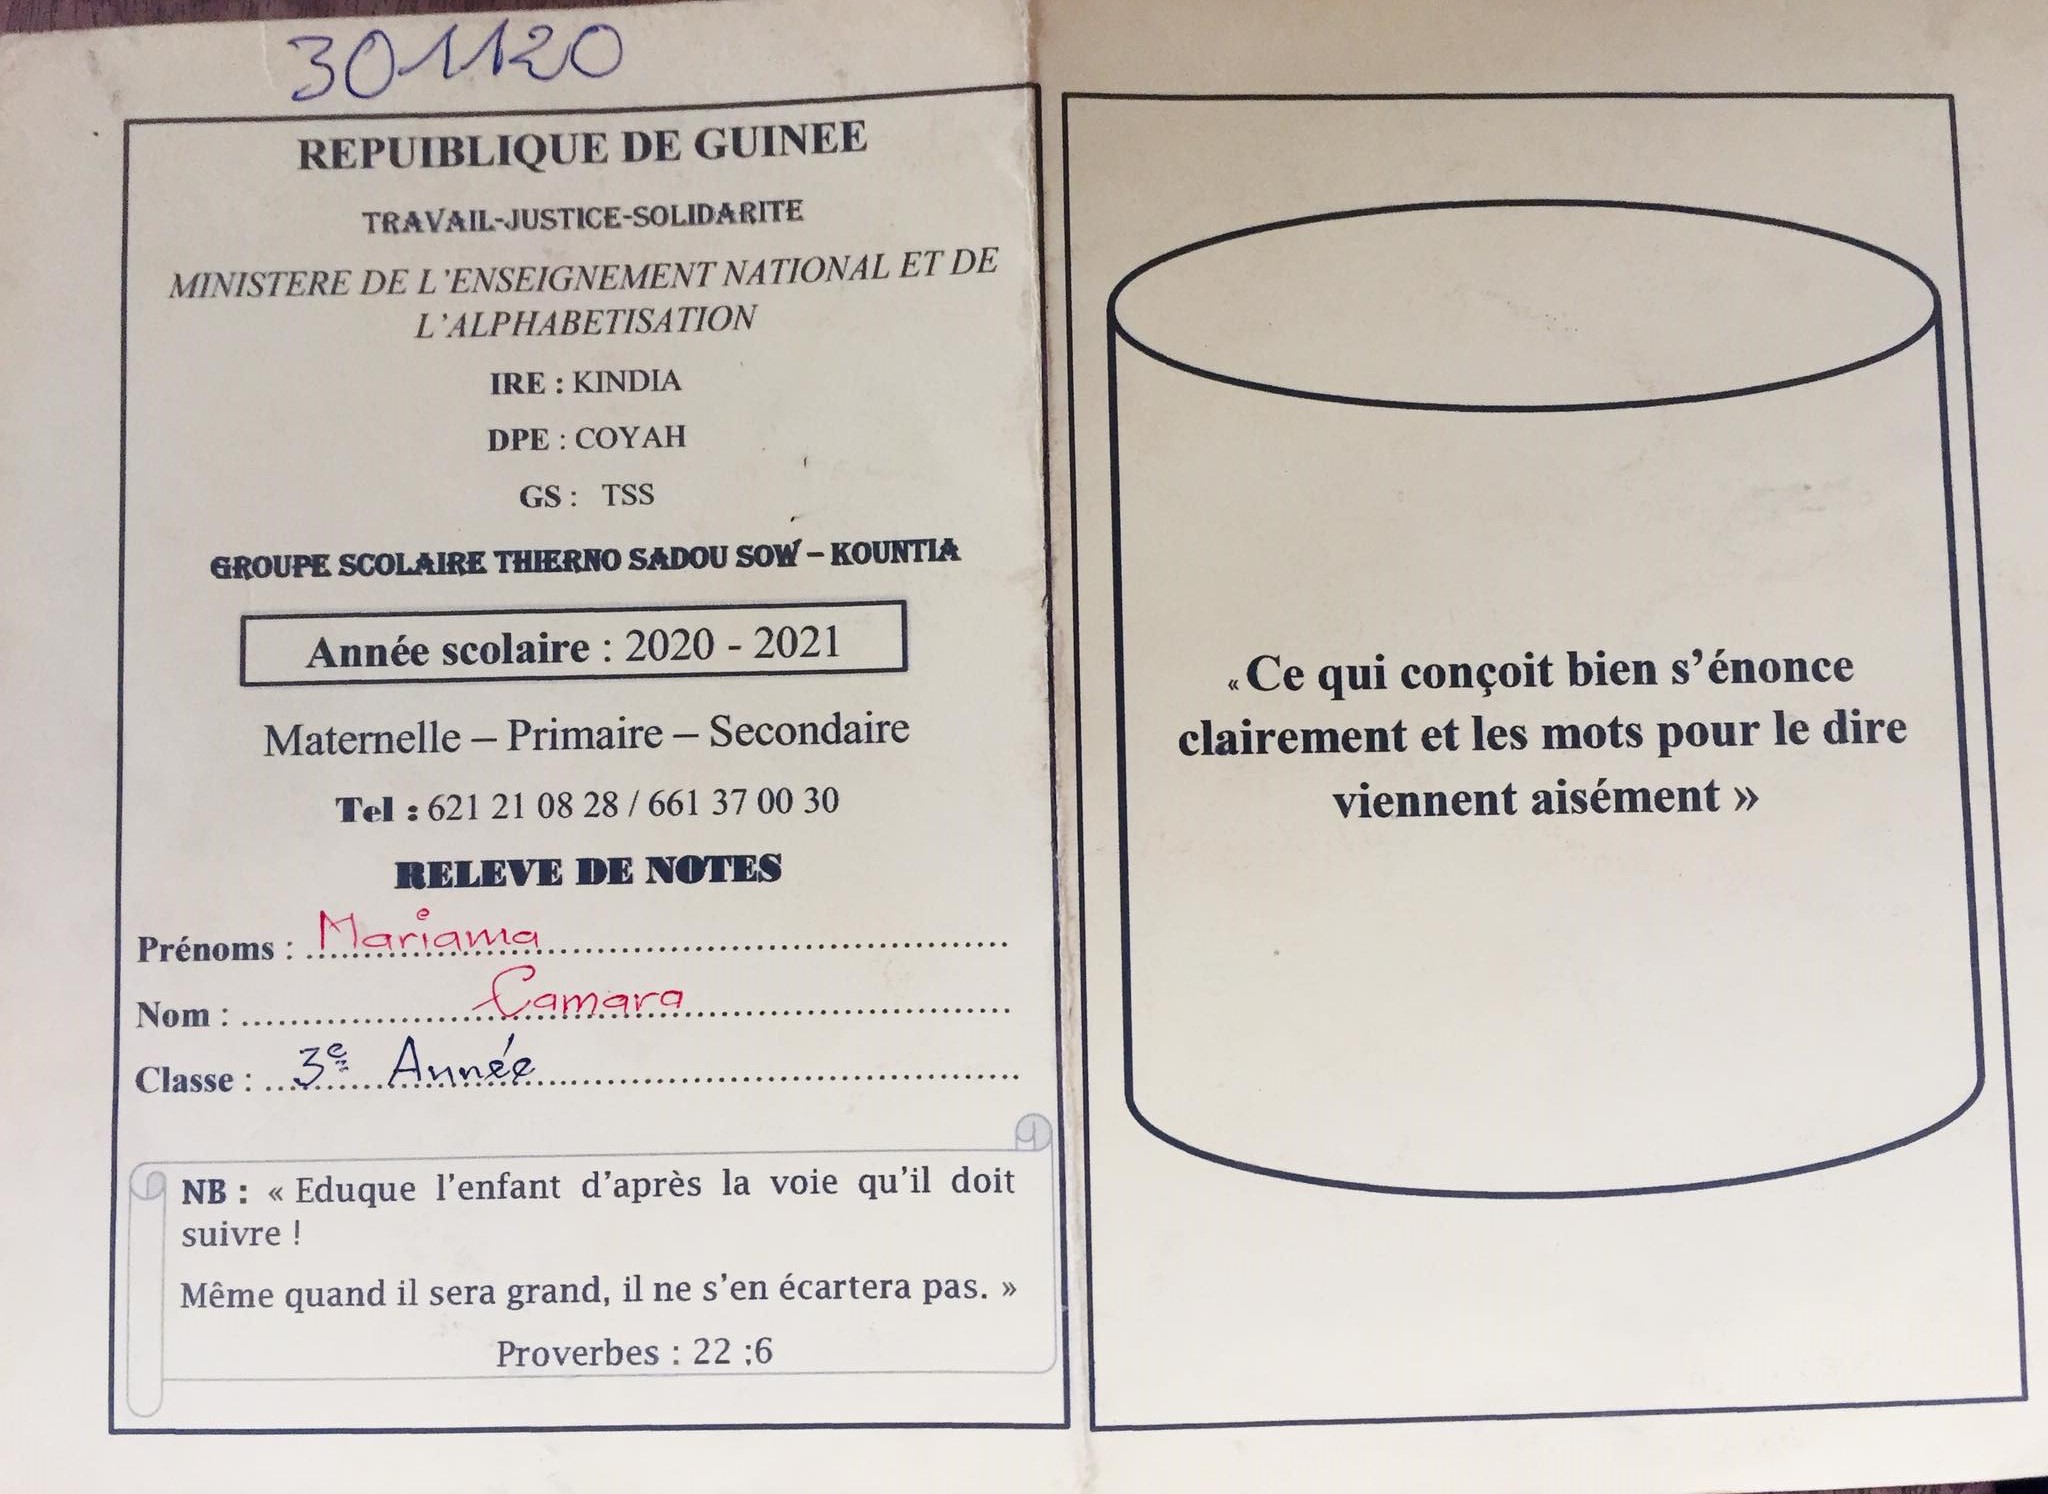 301120
REPUIBLIQUE DE GUINEE
TRAVAIL-JUSTICE-SOLIDARITE
MINISTERE DE L'ENSEIGNEMENT NATIONAL ET DE
L'ALPHABETISATION
IRE : KINDIA
DPE : COYAH
GS : TSS
GROUPE SCOLAIRE THIERNO SADOU SOW – KOUNTIA
Année scolaire : 2020 - 2021
Maternelle – Primaire – Secondaire
Tel : 621 21 08 28 / 661 37 00 30
RELEVE DE NOTES
Prénoms : Mariama
Nom : Camara
Classe : 3e Année
NB : « Eduque l'enfant d'après la voie qu'il doit
suivre !
Même quand il sera grand, il ne s'en écartera pas. »
Proverbes : 22 ;6
« Ce qui conçoit bien s'énonce
clairement et les mots pour le dire
viennent aisément »